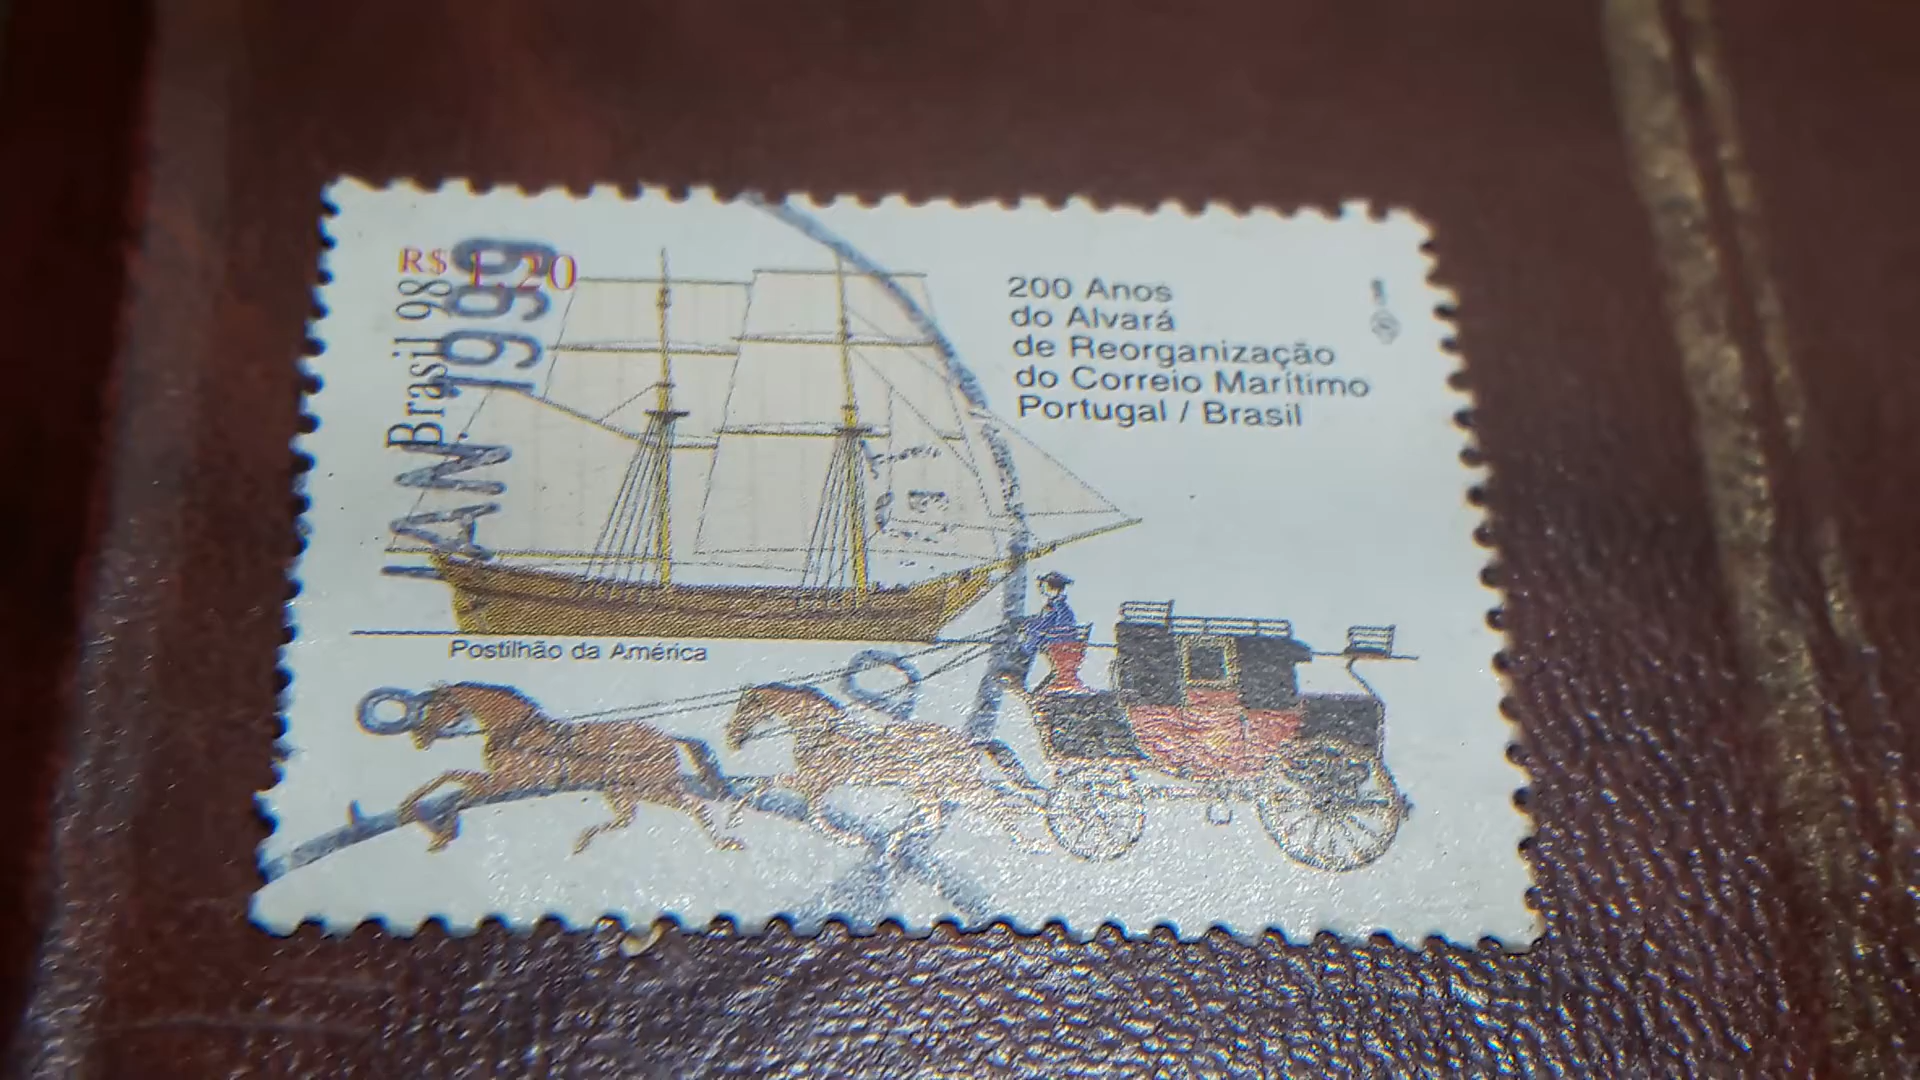 R$ 1,20
Brasil 98
JAN. 1999
200 Anos
do Alvará
de Reorganização
do Correio Marítimo
Portugal / Brasil
Postilhão da América